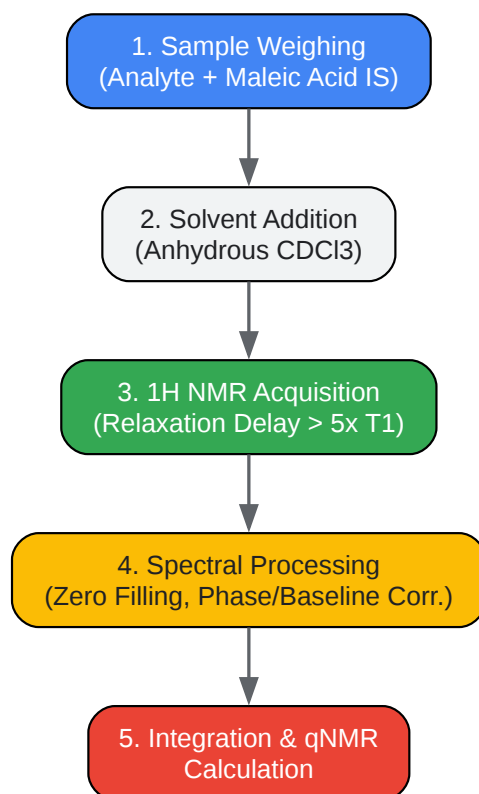 1. Sample Weighing
(Analyte + Maleic Acid IS)
2. Solvent Addition
(Anhydrous CDCl3)
3. 1H NMR Acquisition
(Relaxation Delay > 5x T1)
4. Spectral Processing
(Zero Filling, Phase/Baseline Corr.)
5. Integration & qNMR
Calculation